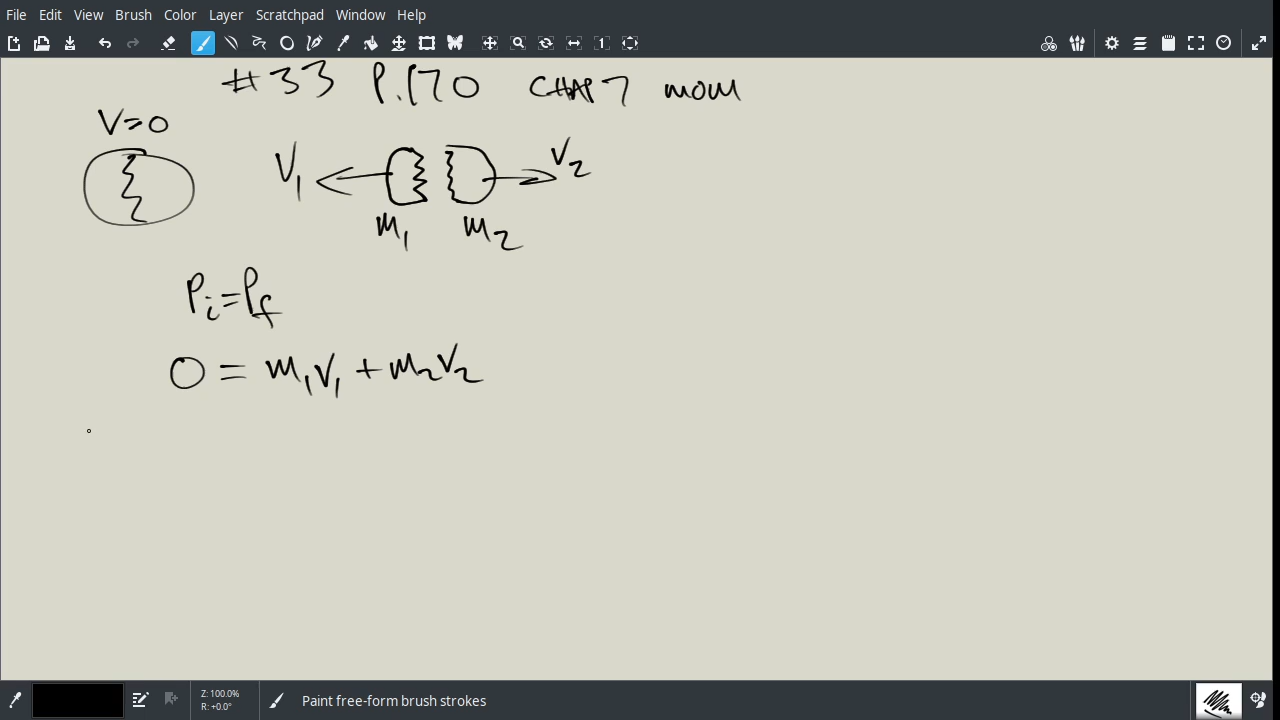 File Edit View Brush Color Layer Scratchpad Window Help
#33 P.170 CHAP 7 mom
V=0
V1 V2
m1 m2
Pi=Pf
0 = m1V1 + m2V2
Z: 100.0%
R: +0.0°
Paint free-form brush strokes